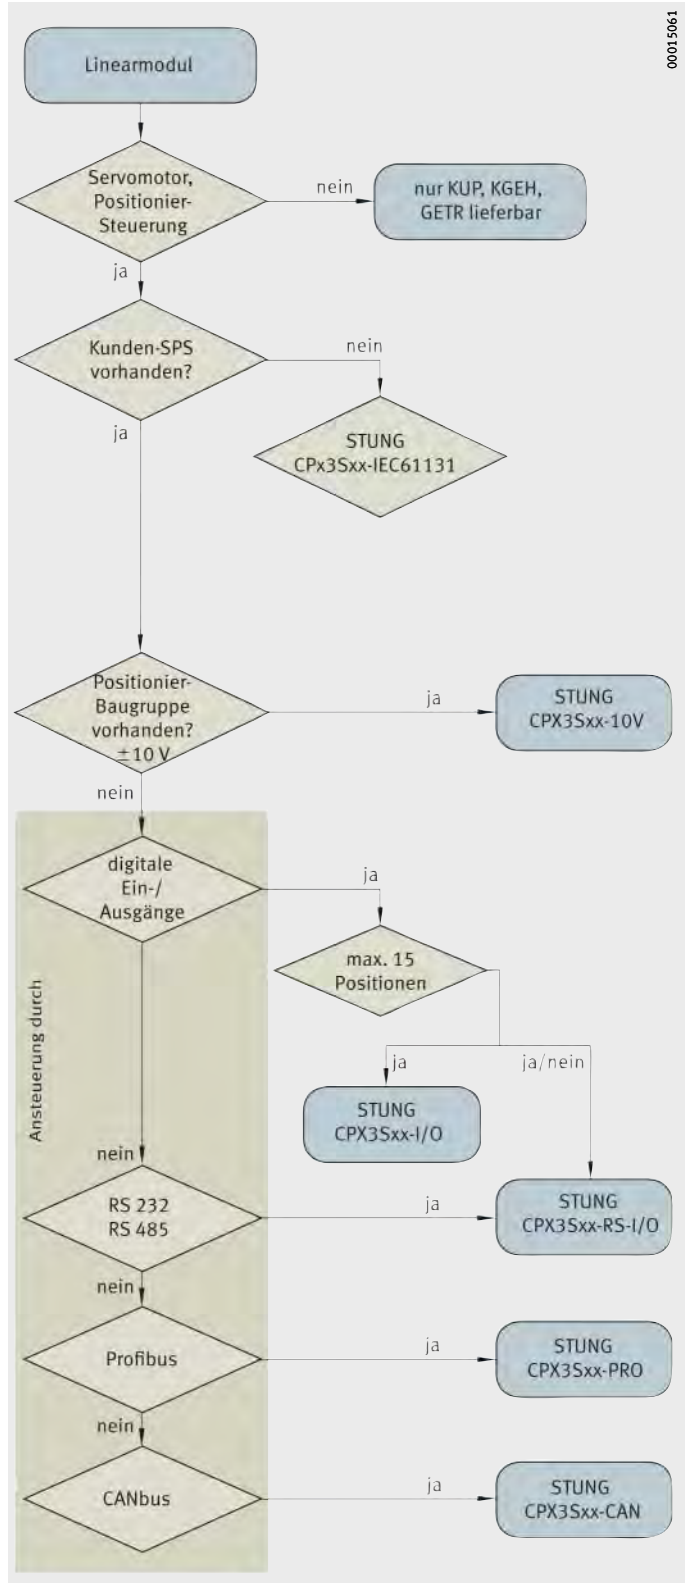 00015061
Linearmodul
Servomotor,
Positionier-
Steuerung
nein
nur KUP, KGEH,
GETR lieferbar
ja
Kunden-SPS
vorhanden?
nein
STUNG
CPx3Sxx-IEC61131
ja
Positionier-
Baugruppe
vorhanden?
±10 V
ja
STUNG
CPX3Sxx-10V
nein
Ansteuerung durch
digitale
Ein-/
Ausgänge
ja
max. 15
Positionen
ja
ja/nein
STUNG
CPX3Sxx-I/O
nein
RS 232
RS 485
ja
STUNG
CPX3Sxx-RS-I/O
nein
Profibus
ja
STUNG
CPX3Sxx-PRO
nein
CANbus
ja
STUNG
CPX3Sxx-CAN